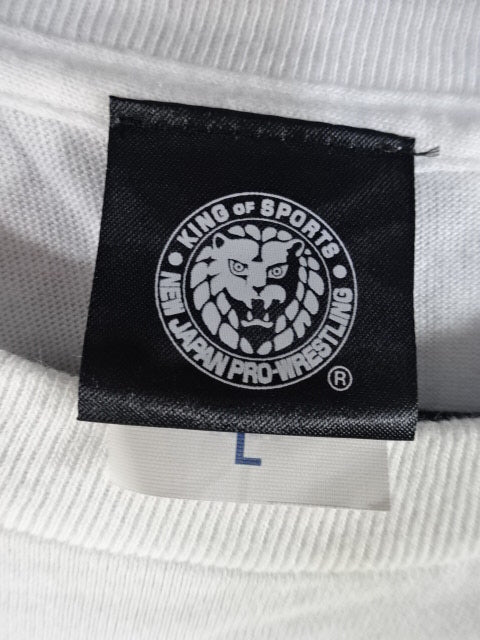 KING OF SPORTS
NEW JAPAN PRO-WRESTLING
®
L